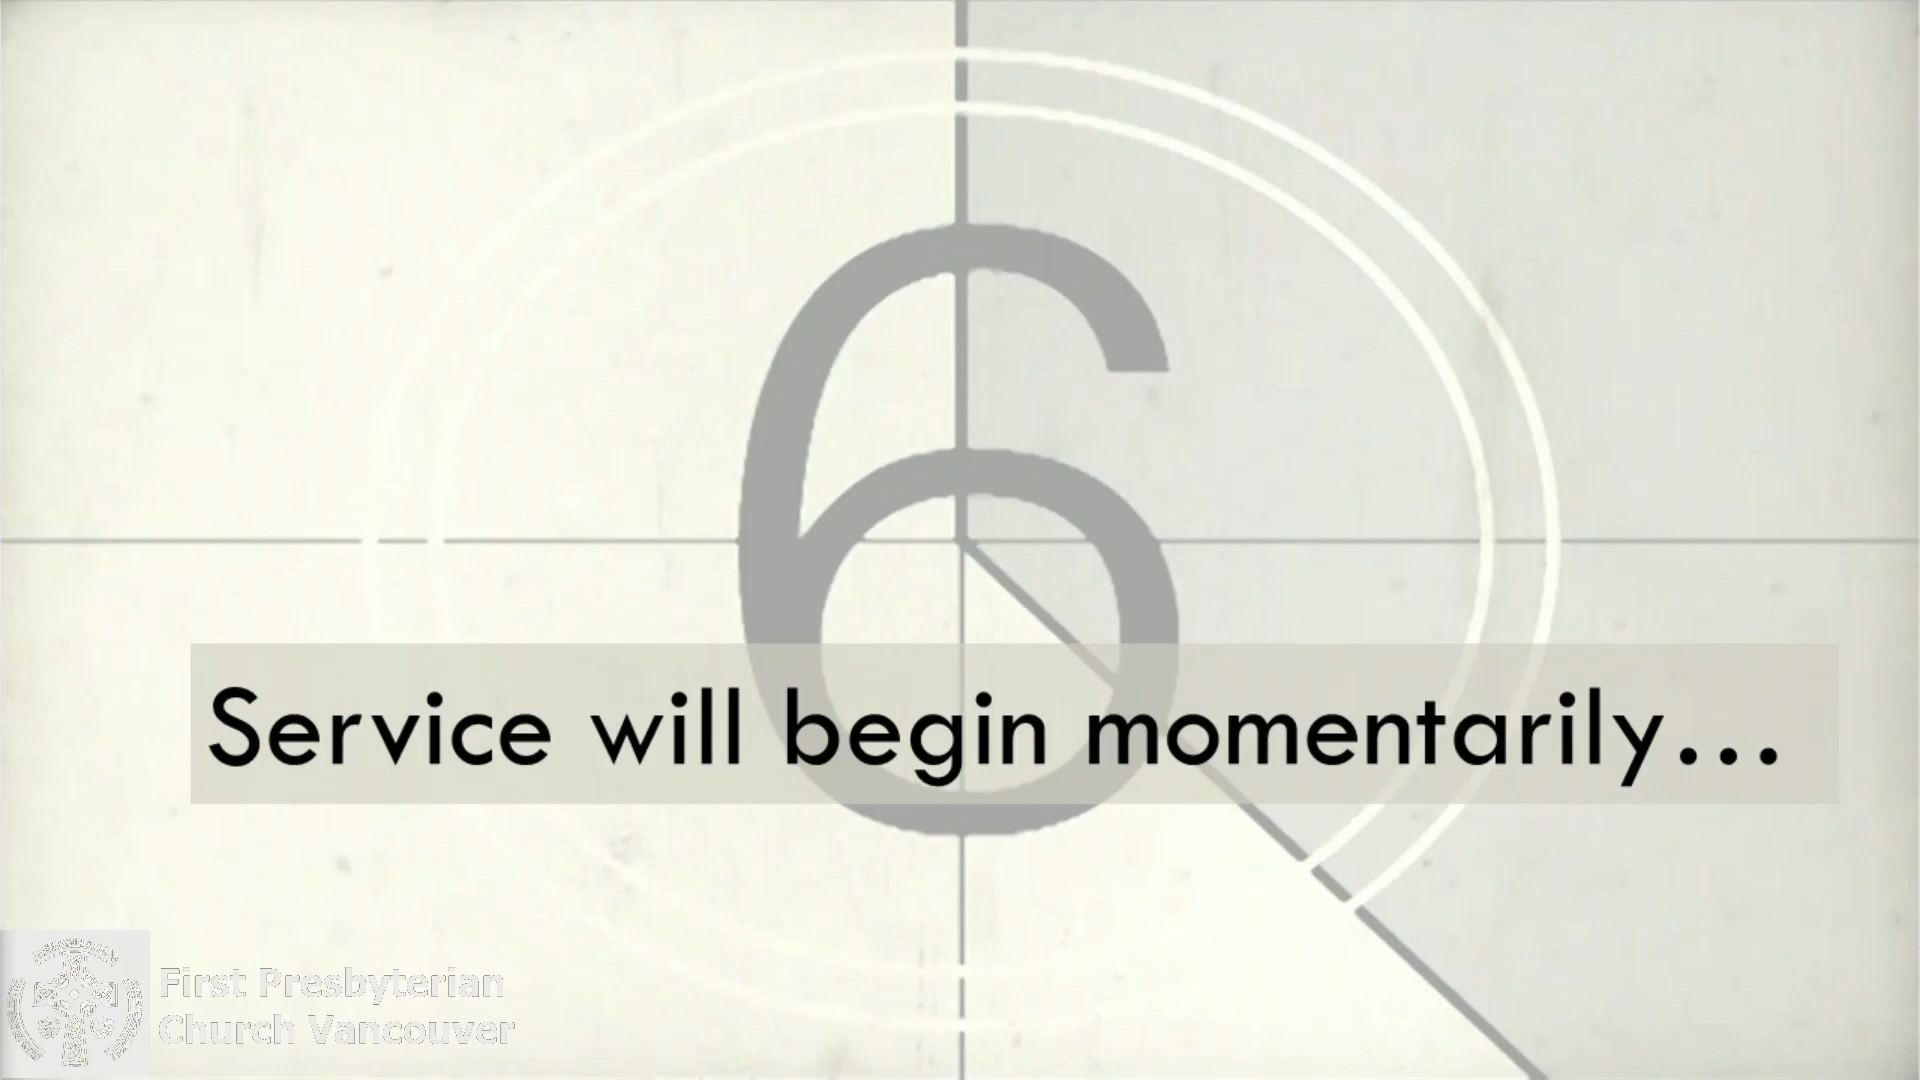 6
Service will begin momentarily...
First Presbyterian
Church Vancouver